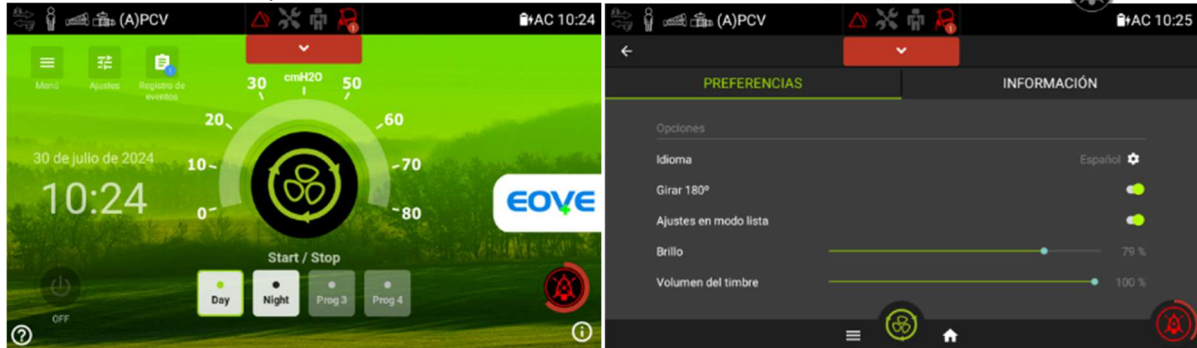 (A)PCV
AC 10:24
1
Menú
Ajustes
Registro de
eventos
cmH2O
0
10
20
30
50
60
70
80
30 de julio de 2024
10:24
EOVE
Start / Stop
Day
Night
Prog 3
Prog 4
OFF
(A)PCV
AC 10:25
1
PREFERENCIAS
INFORMACIÓN
Opciones
Idioma
Español
Girar 180º
Ajustes en modo lista
Brillo
79 %
Volumen del timbre
100 %